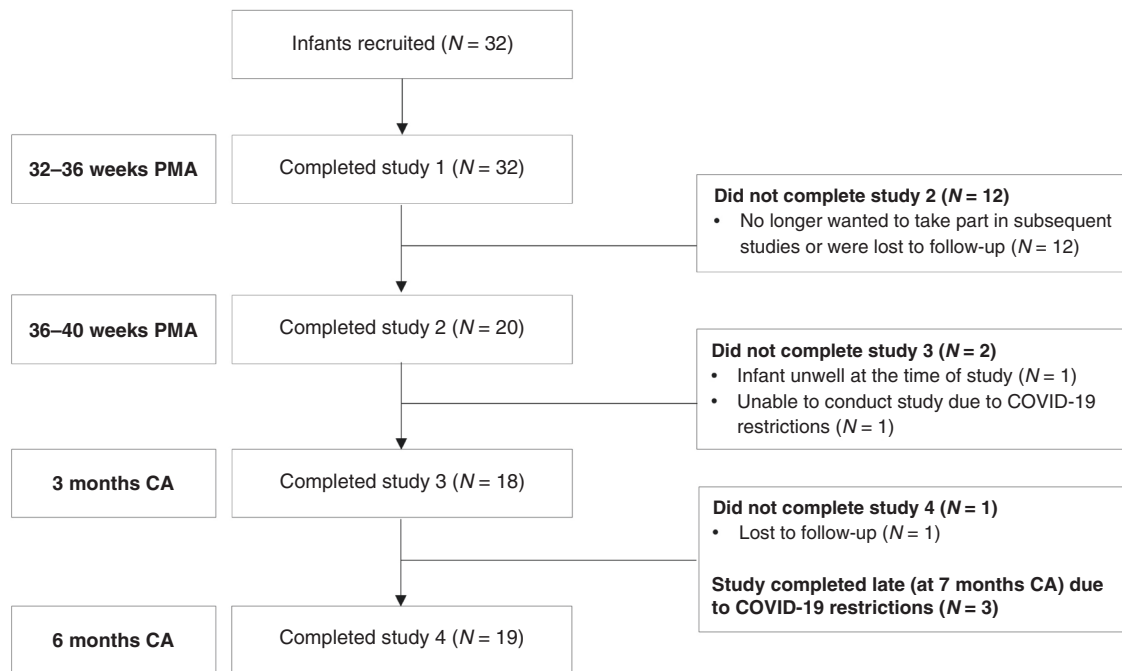 Infants recruited (N = 32)
32–36 weeks PMA
Completed study 1 (N = 32)
Did not complete study 2 (N = 12)
• No longer wanted to take part in subsequent
studies or were lost to follow-up (N = 12)
36–40 weeks PMA
Completed study 2 (N = 20)
Did not complete study 3 (N = 2)
• Infant unwell at the time of study (N = 1)
• Unable to conduct study due to COVID-19
restrictions (N = 1)
3 months CA
Completed study 3 (N = 18)
Did not complete study 4 (N = 1)
• Lost to follow-up (N = 1)
Study completed late (at 7 months CA) due
to COVID-19 restrictions (N = 3)
6 months CA
Completed study 4 (N = 19)